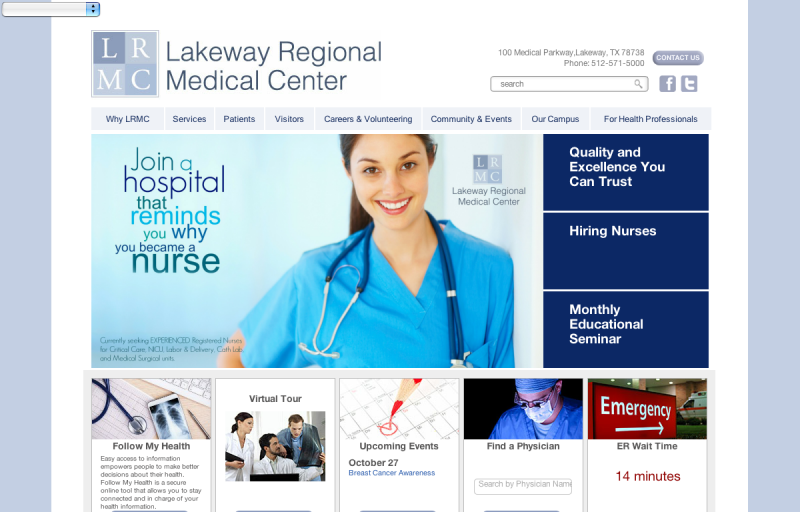 L R
M C
Lakeway Regional
Medical Center
100 Medical Parkway,Lakeway, TX 78738
Phone: 512-571-5000
CONTACT US
search
Why LRMC
Services
Patients
Visitors
Careers & Volunteering
Community & Events
Our Campus
For Health Professionals
Join a
hospital
that
reminds
you why
you became a
nurse
Currently seeking EXPERIENCED Registered Nurses
for Critical Care, NICU, Labor & Delivery, Cath Lab,
and Medical Surgical units.
L R
M C
Lakeway Regional
Medical Center
Quality and
Excellence You
Can Trust
Hiring Nurses
Monthly
Educational
Seminar
Follow My Health
Easy access to information
empowers people to make better
decisions about their health.
Follow My Health is a secure
online tool that allows you to stay
connected and in charge of your
health information.
Virtual Tour
Upcoming Events
October 27
Breast Cancer Awareness
Find a Physician
Search by Physician Name
Emergency
ER Wait Time
14 minutes